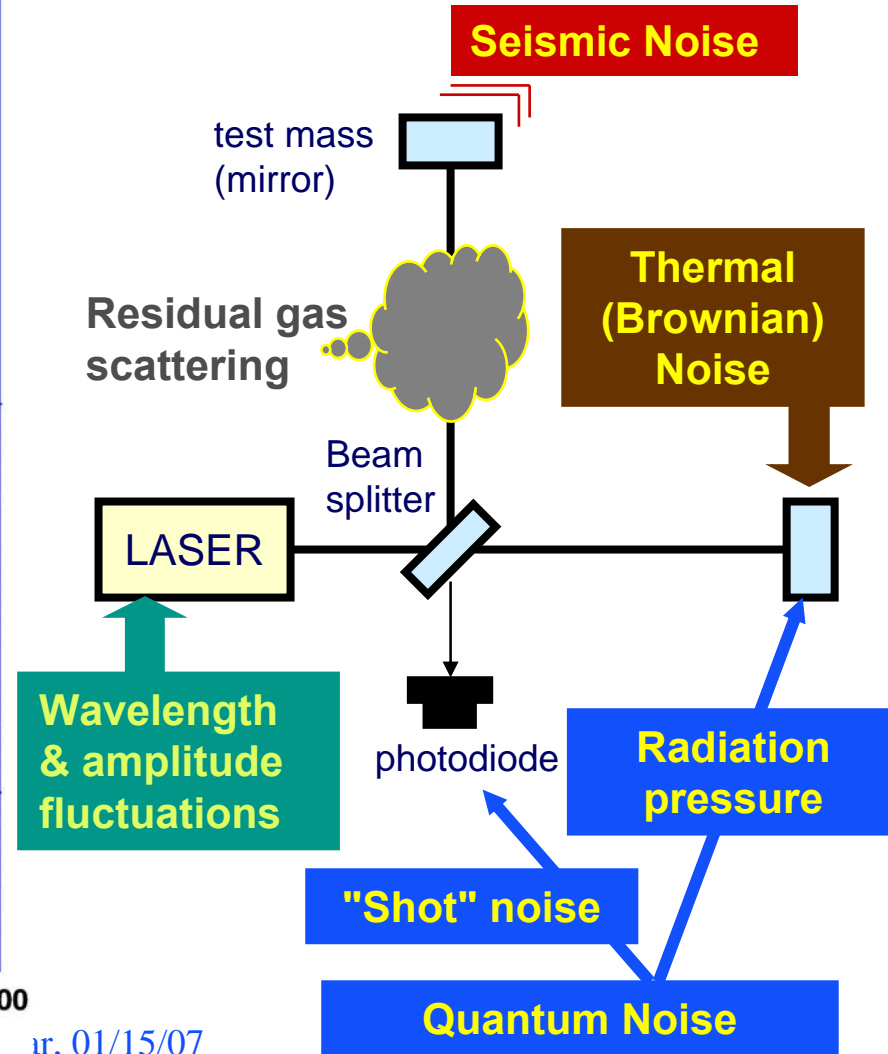 Seismic Noise
test mass
(mirror)
Thermal
(Brownian)
Noise
Residual gas
scattering
Beam
splitter
LASER
Wavelength
& amplitude
fluctuations
photodiode
Radiation
pressure
"Shot" noise
Quantum Noise
00
01/15/07